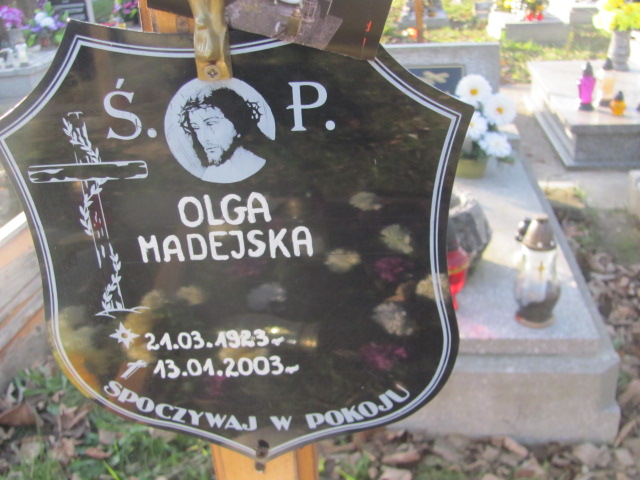 Ś. P.
OLGA
MADEJSKA
21.03.1923
13.01.2003
SPOCZYWAJ W POKOJU